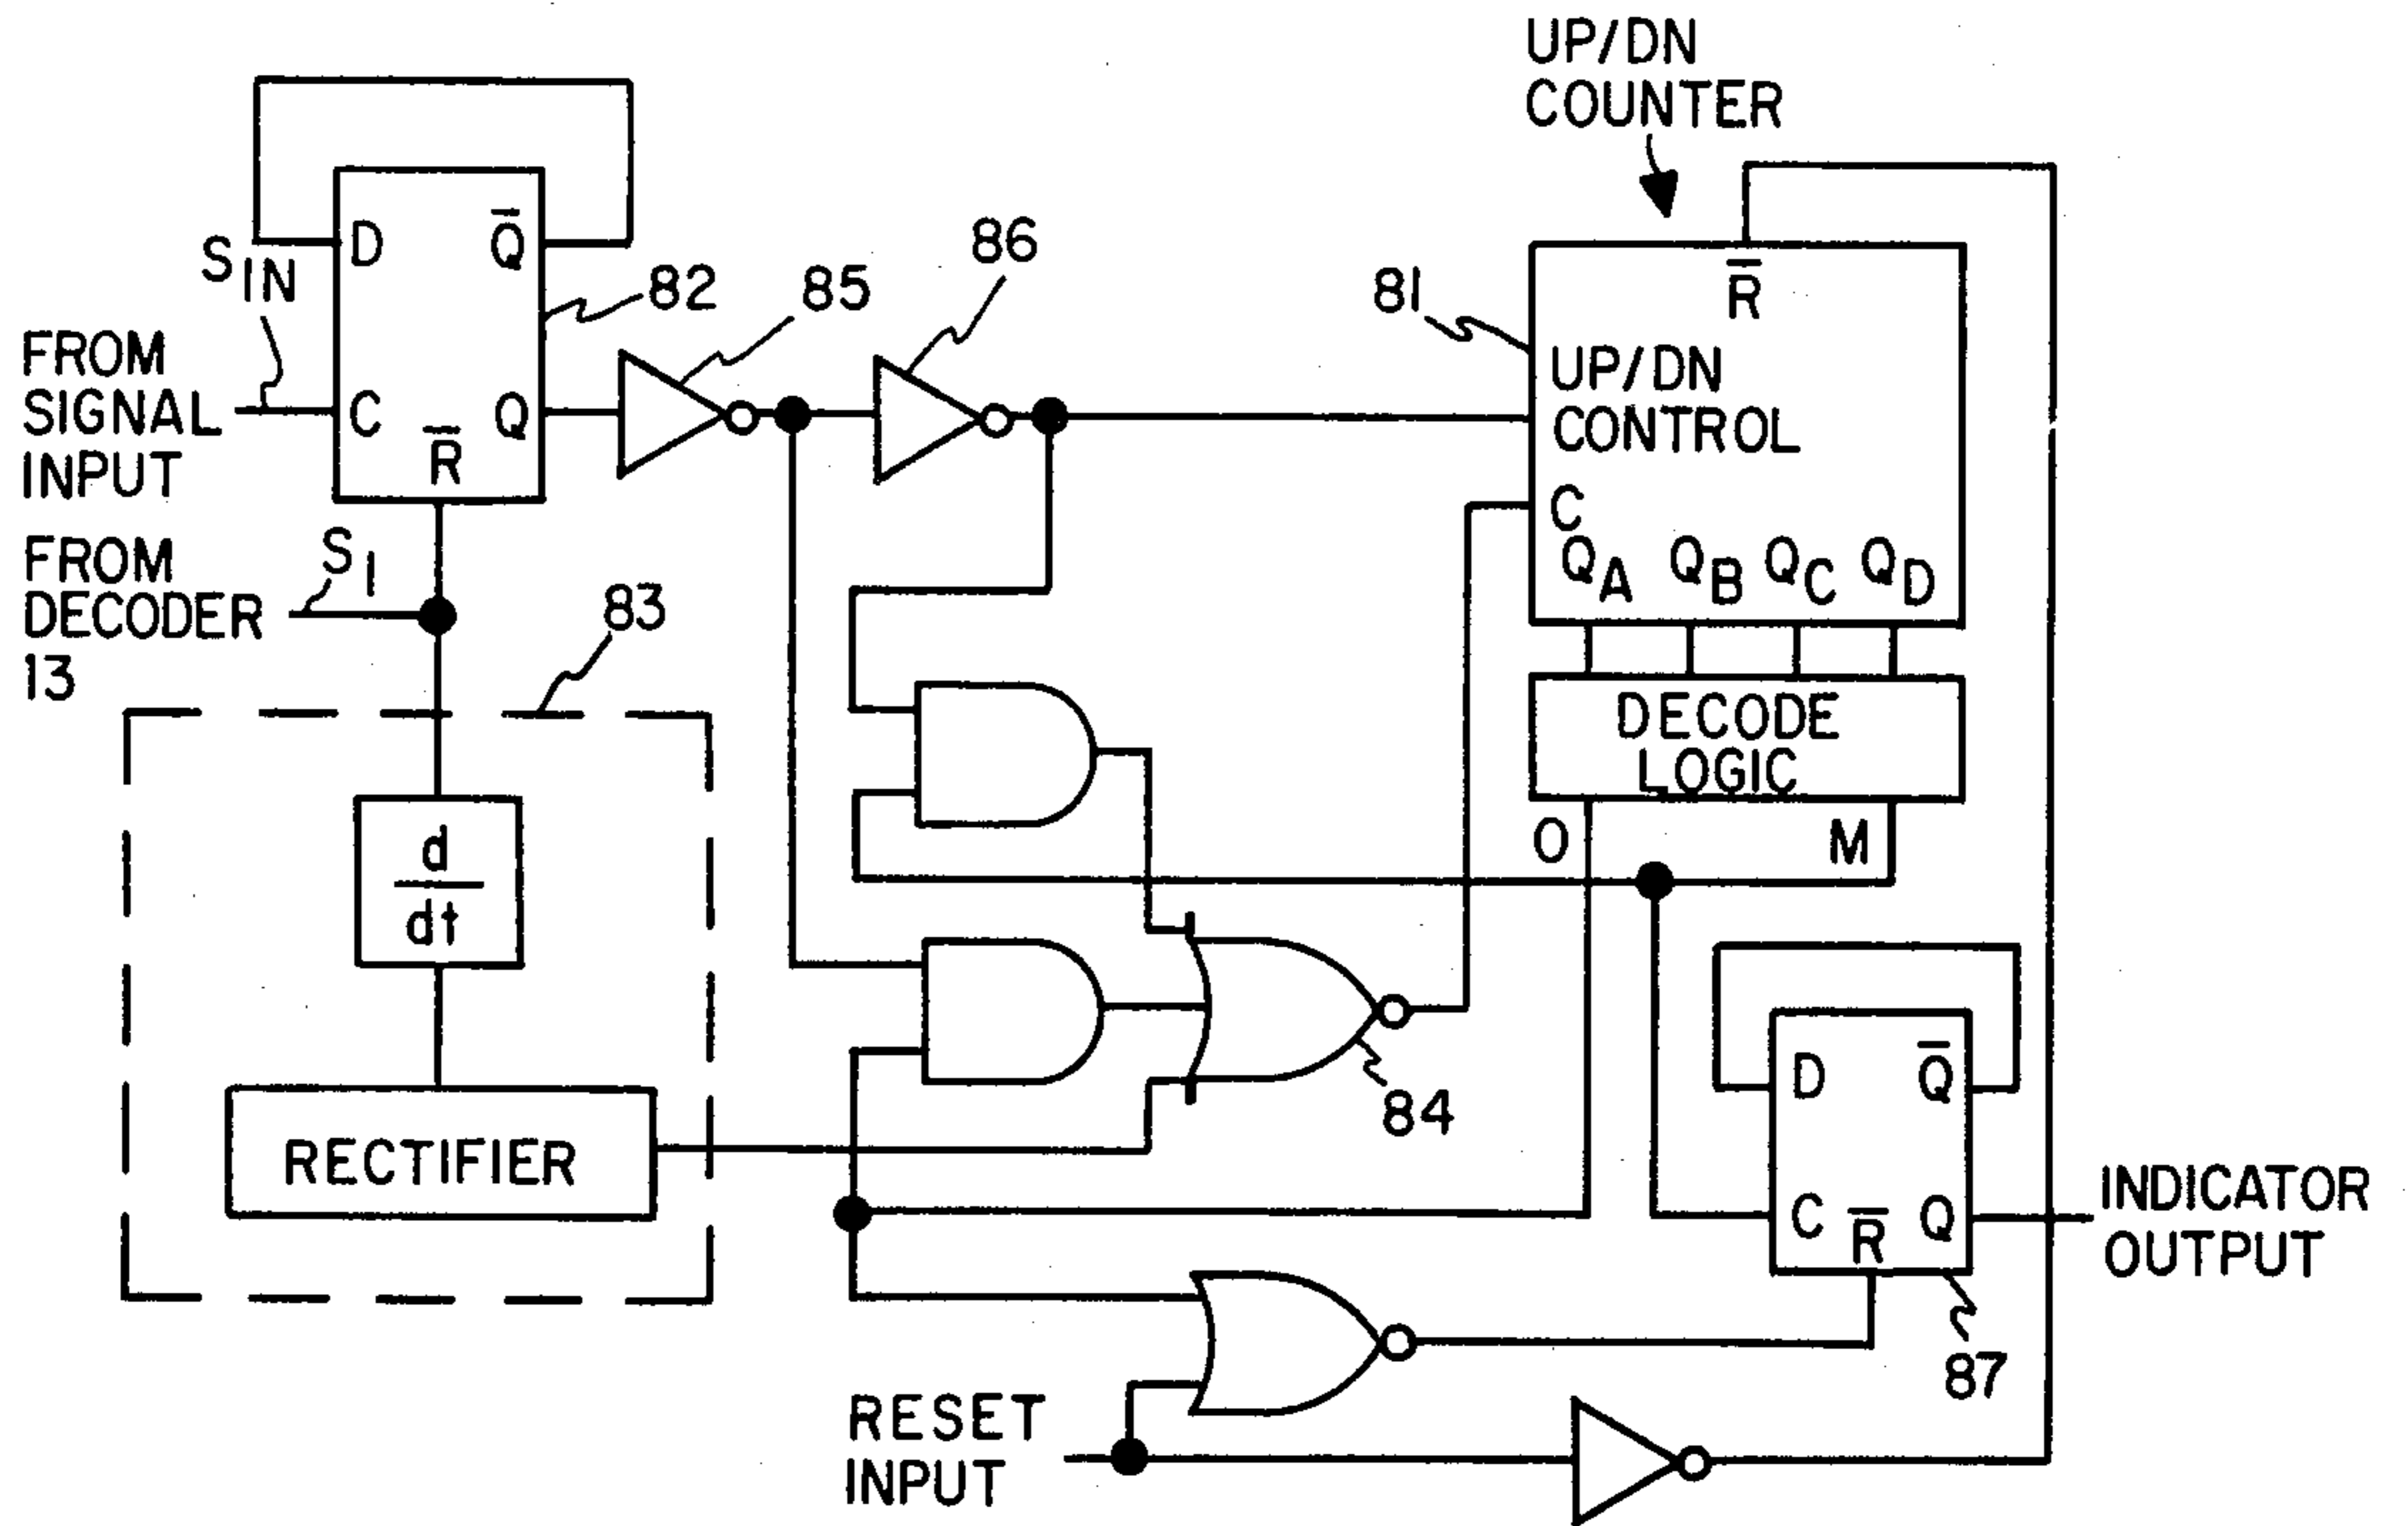 UP/DN
COUNTER
D
Q̅
S IN
82
85
86
81
R̅
FROM
SIGNAL
INPUT
C
R̅
Q
UP/DN
CONTROL
C
QA QB QC QD
FROM
DECODER
13
S1
83
DECODE
LOGIC
O
M
d
dt
D
Q̅
84
RECTIFIER
C
R̅
Q
INDICATOR
OUTPUT
87
RESET
INPUT